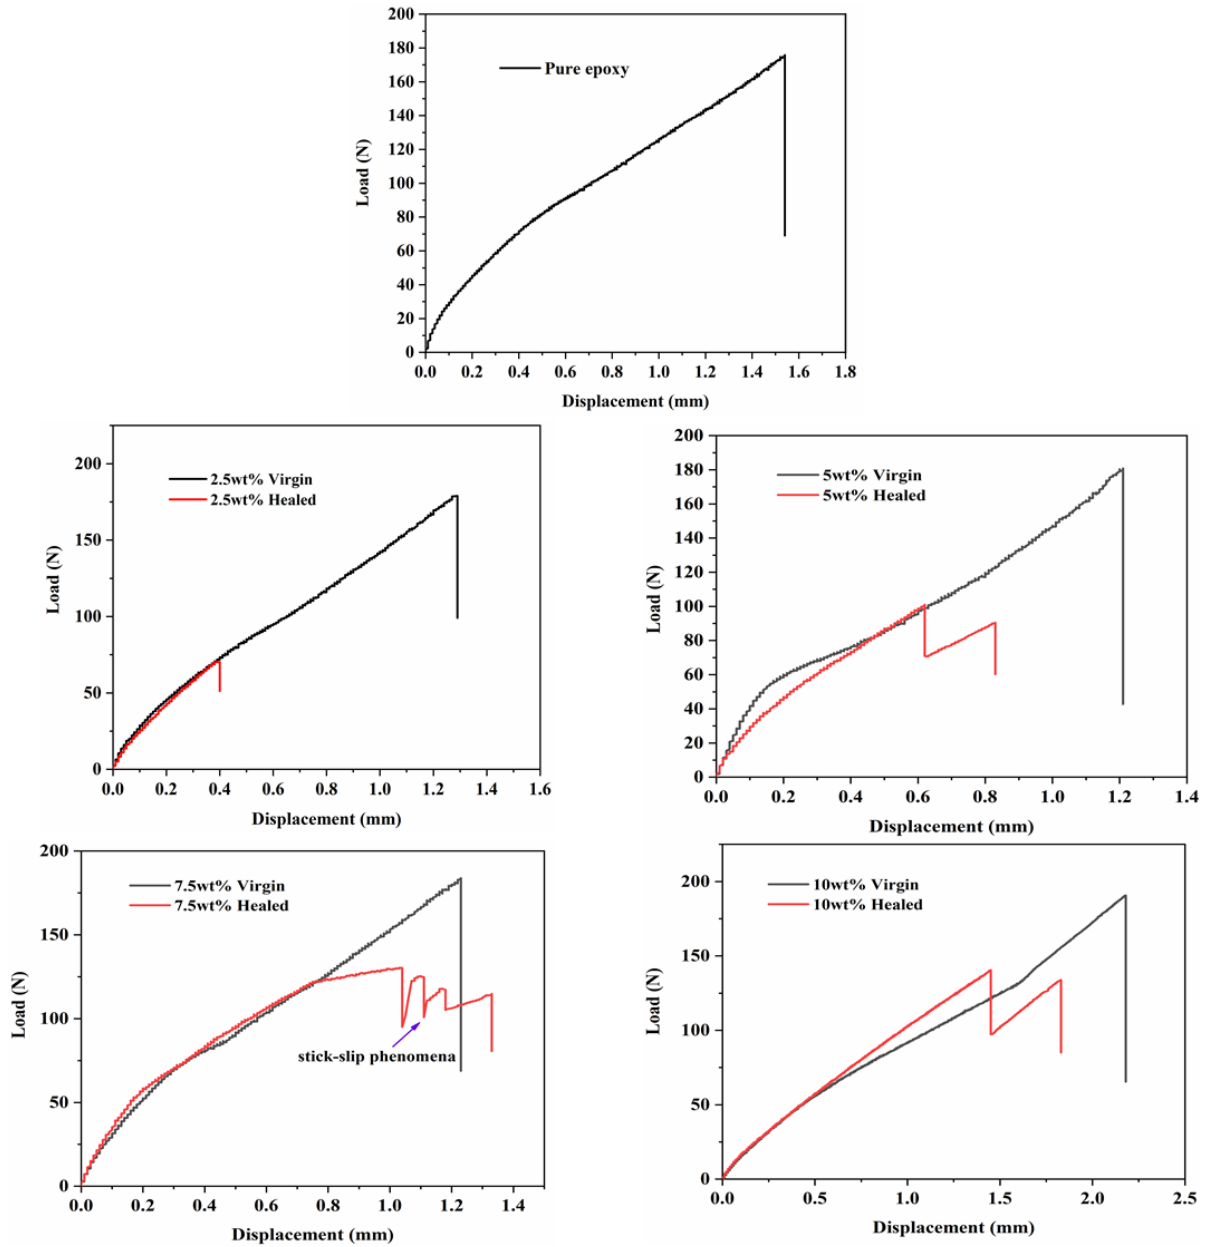 Pure epoxy
Load (N)
200
180
160
140
120
100
80
60
40
20
0
0.0 0.2 0.4 0.6 0.8 1.0 1.2 1.4 1.6 1.8
Displacement (mm)
2.5wt% Virgin
2.5wt% Healed
Load (N)
200
150
100
50
0
0.0 0.2 0.4 0.6 0.8 1.0 1.2 1.4 1.6
Displacement (mm)
5wt% Virgin
5wt% Healed
Load (N)
200
180
160
140
120
100
80
60
40
20
0
0.0 0.2 0.4 0.6 0.8 1.0 1.2 1.4
Displacement (mm)
7.5wt% Virgin
7.5wt% Healed
stick-slip phenomena
Load (N)
200
150
100
50
0
0.0 0.2 0.4 0.6 0.8 1.0 1.2 1.4
Displacement (mm)
10wt% Virgin
10wt% Healed
Load (N)
200
150
100
50
0
0.0 0.5 1.0 1.5 2.0 2.5
Displacement (mm)